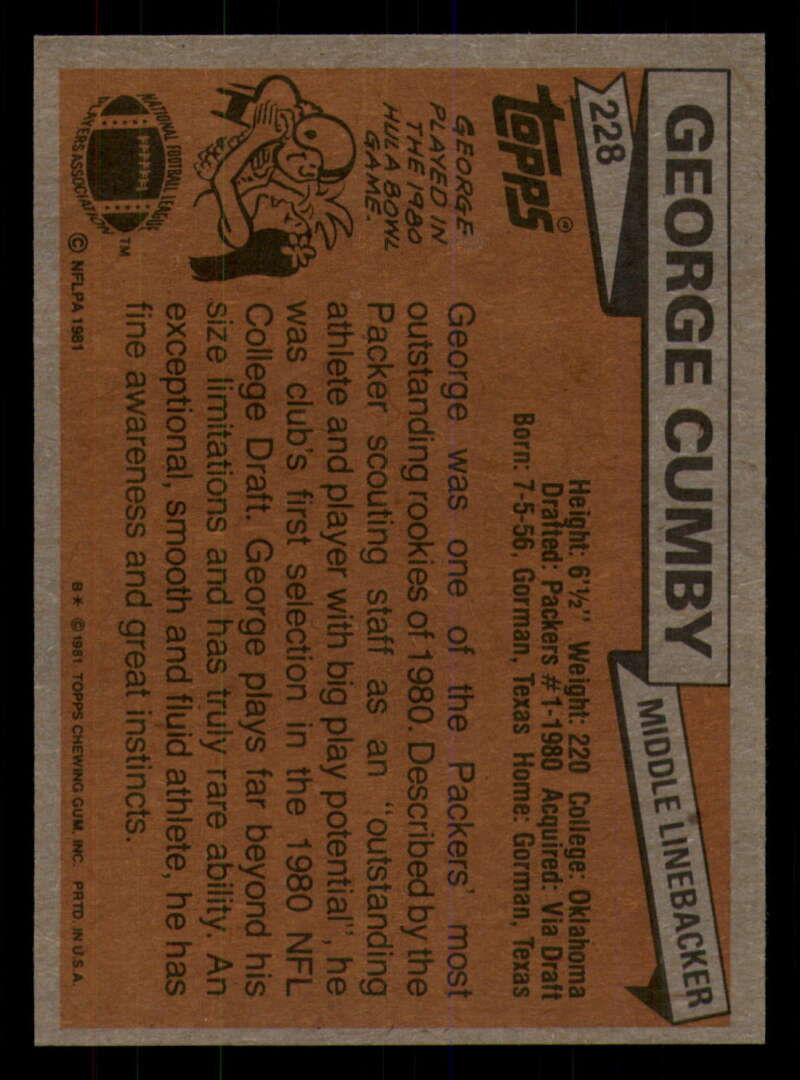 GEORGE CUMBY
MIDDLE LINEBACKER
228
TOPPS®
Height: 6'½" Weight: 220 College: Oklahoma
Drafted: Packers #1-1980 Acquired: Via Draft
Born: 7-5-56, Gorman, Texas Home: Gorman, Texas
GEORGE
PLAYED IN
THE 1980
HULA BOWL
GAME.
George was one of the Packers' most
outstanding rookies of 1980. Described by the
Packer scouting staff as an "outstanding
athlete and player with big play potential", he
was club's first selection in the 1980 NFL
College Draft. George plays far beyond his
size limitations and has truly rare ability. An
exceptional, smooth and fluid athlete, he has
fine awareness and great instincts.
NATIONAL FOOTBALL LEAGUE
PLAYERS ASSOCIATION
TM
© NFLPA 1981
B* © 1981 TOPPS CHEWING GUM, INC. PRTD. IN U.S.A.